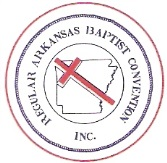 REGULAR ARKANSAS BAPTIST CONVENTION
INC.